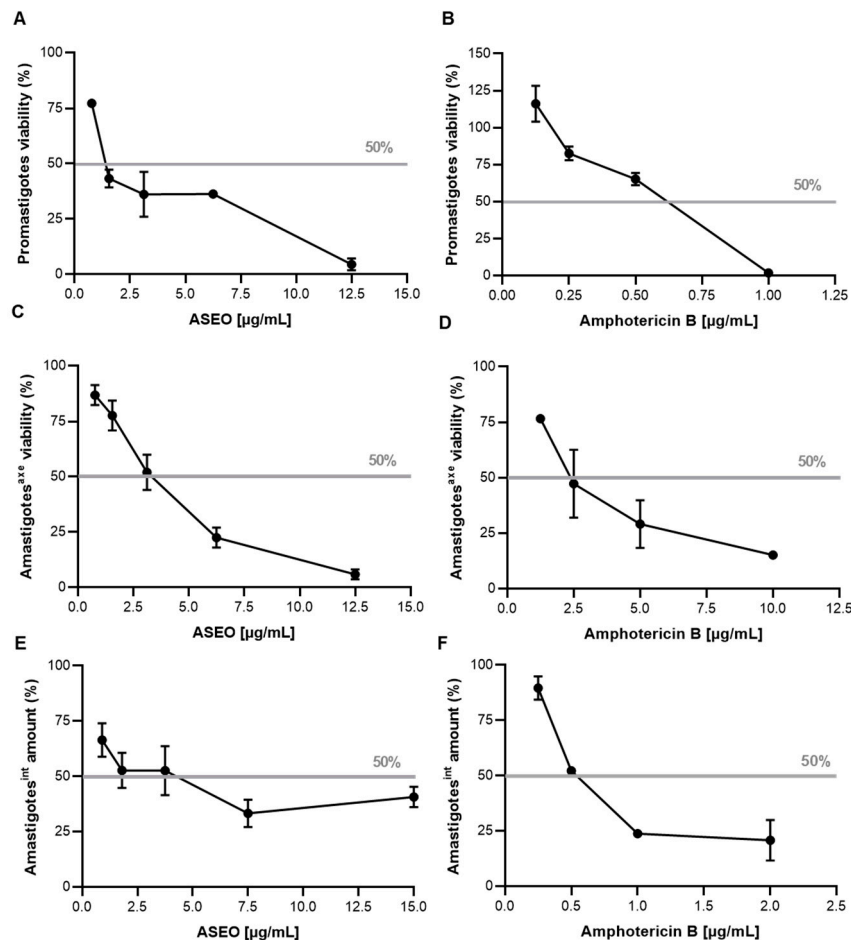 A
Promastigotes viability (%)
100
75
50
25
0
50%
0.0 2.5 5.0 7.5 10.0 12.5 15.0
ASEO [µg/mL]
B
Promastigotes viability (%)
150
125
100
75
50
25
0
50%
0.00 0.25 0.50 0.75 1.00 1.25
Amphotericin B [µg/mL]
C
Amastigotesᵃˣᵉ viability (%)
100
75
50
25
0
50%
0.0 2.5 5.0 7.5 10.0 12.5 15.0
ASEO [µg/mL]
D
Amastigotesᵃˣᵉ viability (%)
100
75
50
25
0
50%
0.0 2.5 5.0 7.5 10.0 12.5
Amphotericin B [µg/mL]
E
Amastigotesⁱⁿᵗ amount (%)
100
75
50
25
0
50%
0.0 2.5 5.0 7.5 10.0 12.5 15.0
ASEO [µg/mL]
F
Amastigotesⁱⁿᵗ amount (%)
100
75
50
25
0
50%
0.0 0.5 1.0 1.5 2.0 2.5
Amphotericin B [µg/mL]